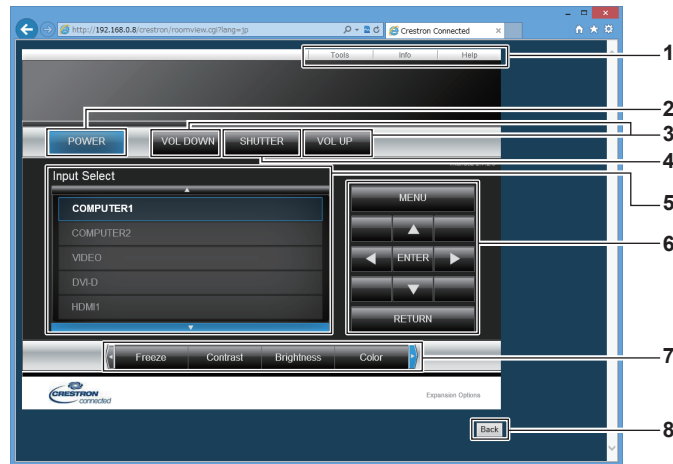 http://192.168.0.8/crestron/roomview.cgi?lang=jp
Crestron Connected
Tools Info Help
1
2
POWER VOL DOWN SHUTTER VOL UP
3
4
Input Select
5
COMPUTER1
COMPUTER2
VIDEO
DVI-D
HDMI1
MENU
ENTER
RETURN
6
Freeze Contrast Brightness Color
7
CRESTRON
connected
Expansion Options
Back
8